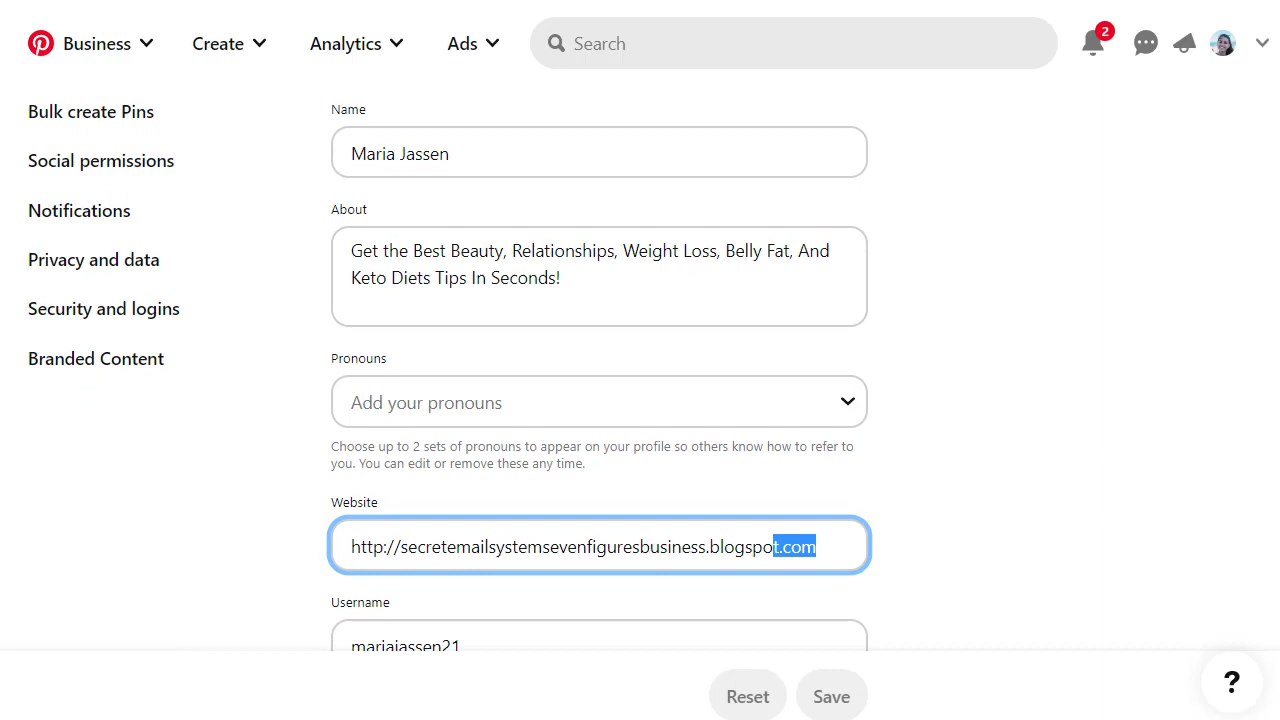 Business
Create
Analytics
Ads
Search
2
Bulk create Pins
Social permissions
Notifications
Privacy and data
Security and logins
Branded Content
Name
Maria Jassen
About
Get the Best Beauty, Relationships, Weight Loss, Belly Fat, And
Keto Diets Tips In Seconds!
Pronouns
Add your pronouns
Choose up to 2 sets of pronouns to appear on your profile so others know how to refer to
you. You can edit or remove these any time.
Website
http://secretemailsystemsevenfiguresbusiness.blogspot.com
Username
mariajassen21
Reset
Save
?